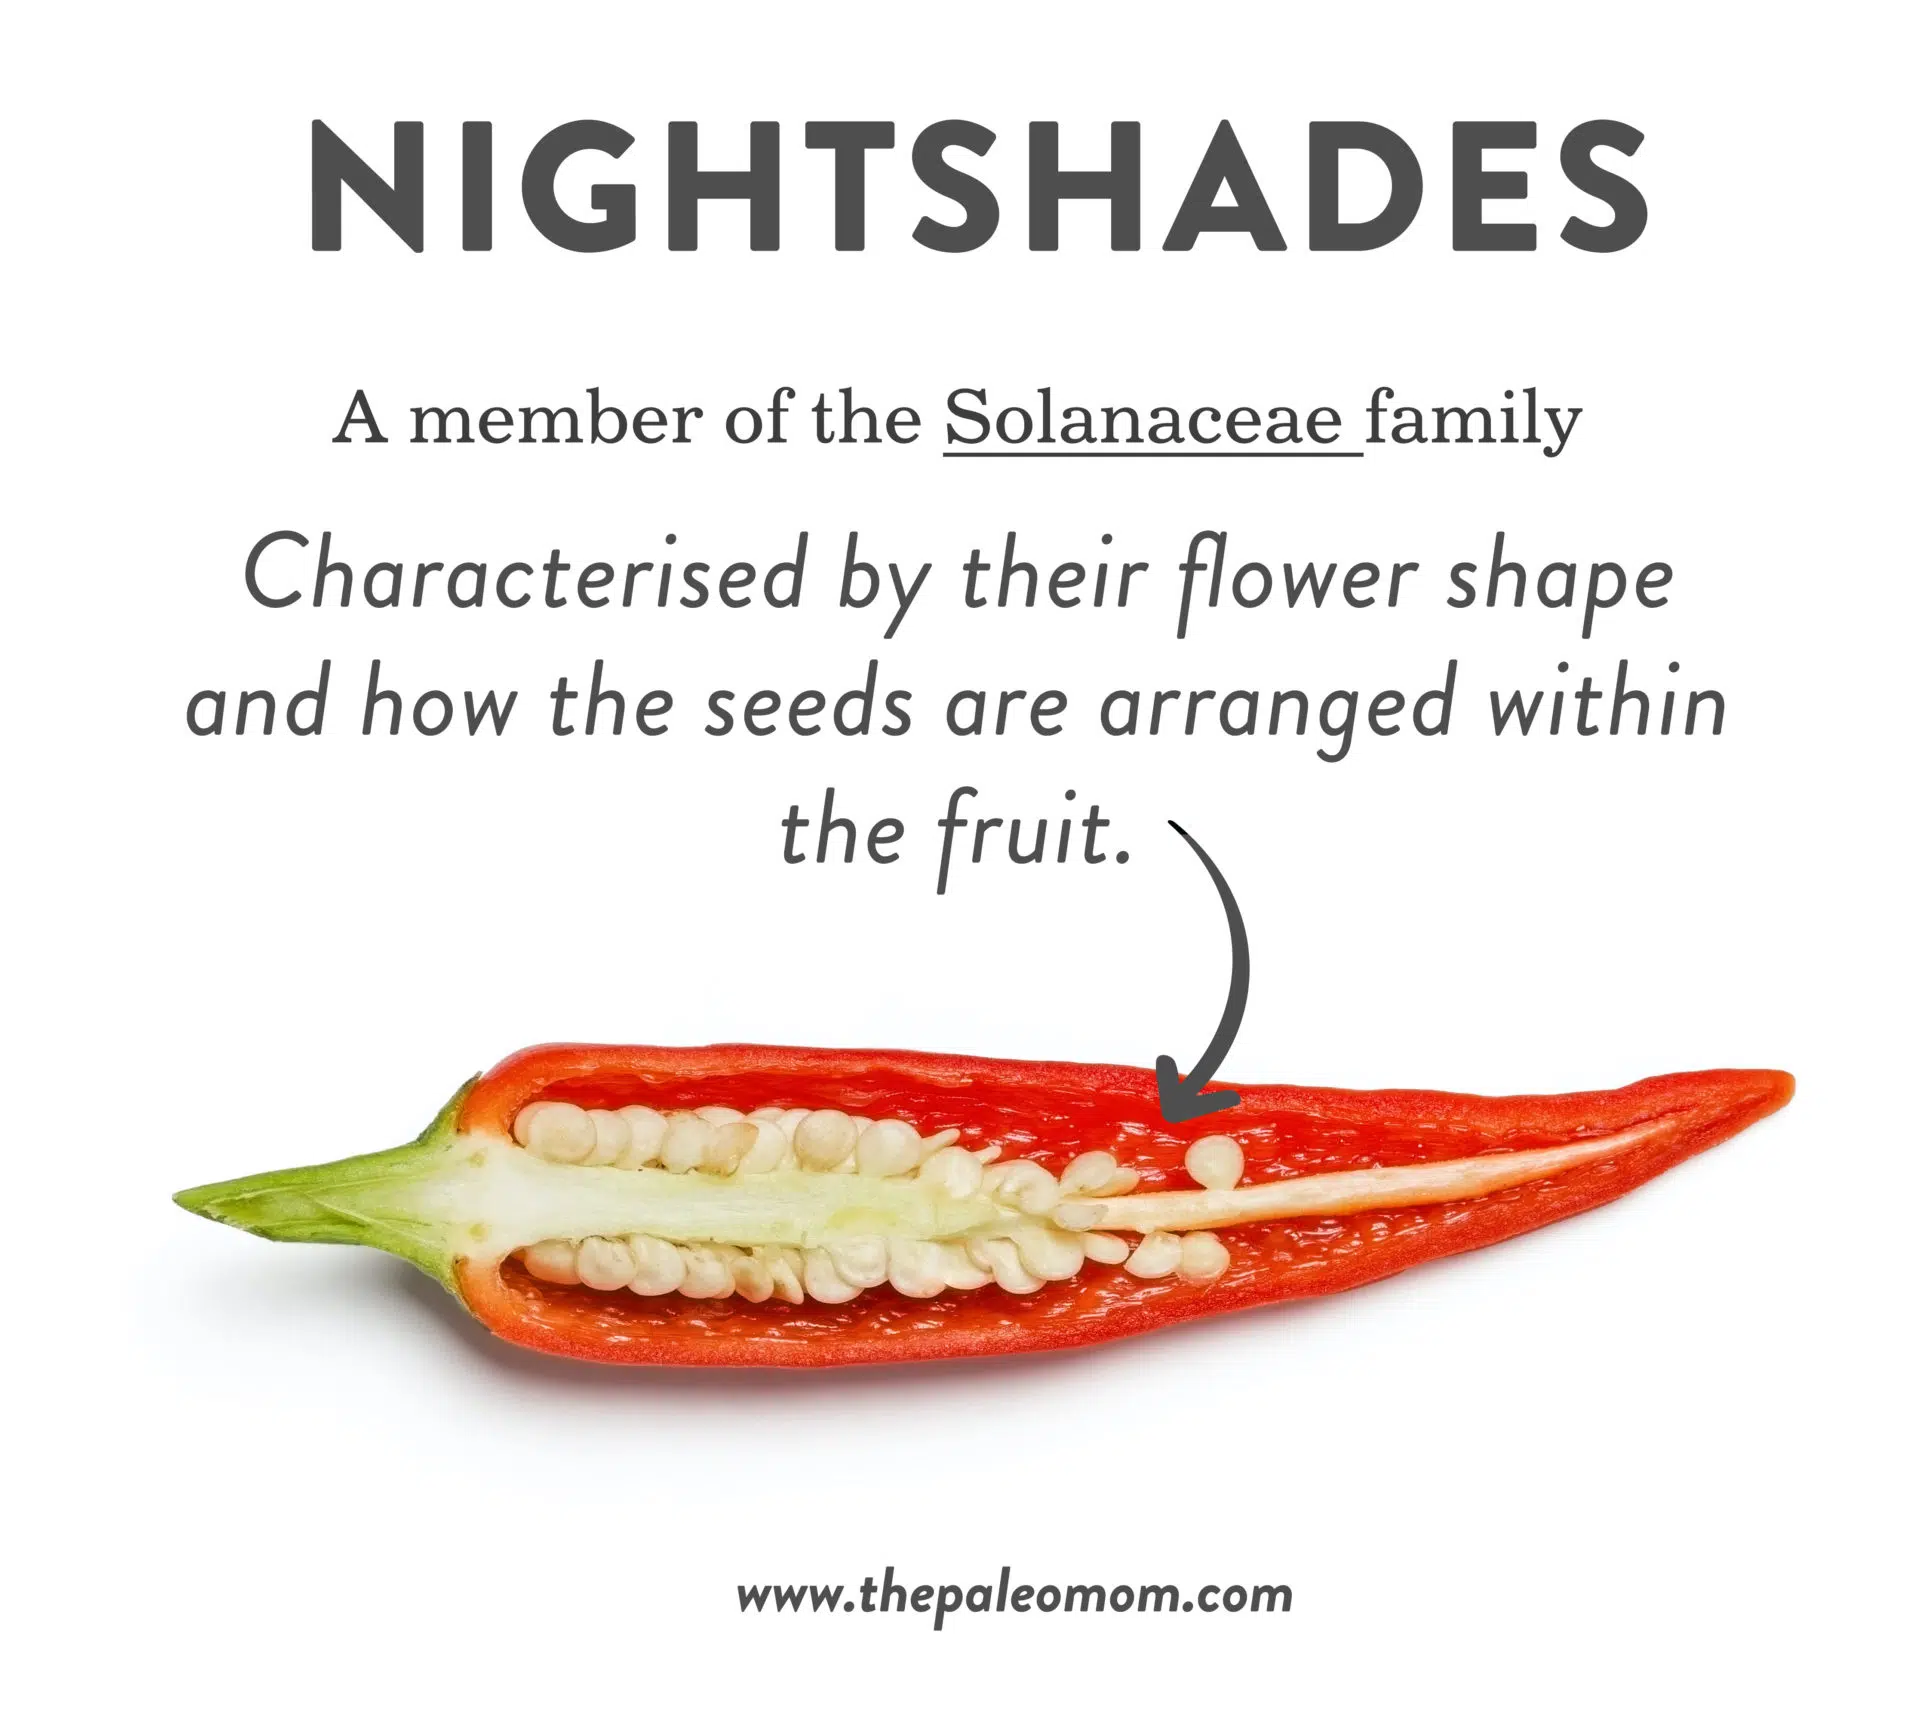 NIGHTSHADES
A member of the Solanaceae family
Characterised by their flower shape
and how the seeds are arranged within
the fruit.
www.thepaleomom.com